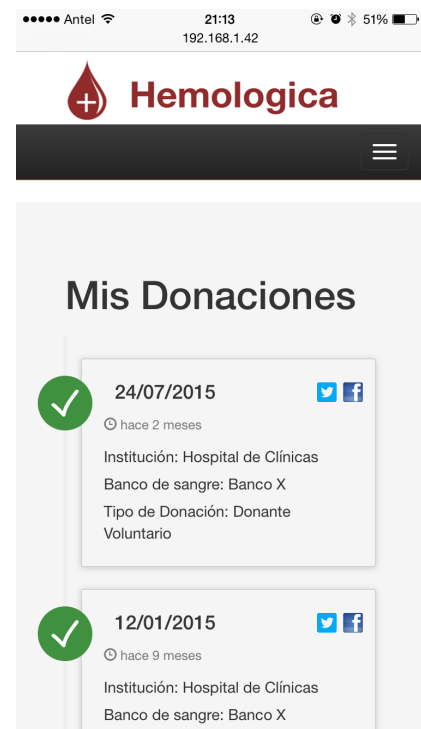 Antel 21:13 51%
192.168.1.42
Hemologica
Mis Donaciones
24/07/2015
hace 2 meses
Institución: Hospital de Clínicas
Banco de sangre: Banco X
Tipo de Donación: Donante
Voluntario
12/01/2015
hace 9 meses
Institución: Hospital de Clínicas
Banco de sangre: Banco X